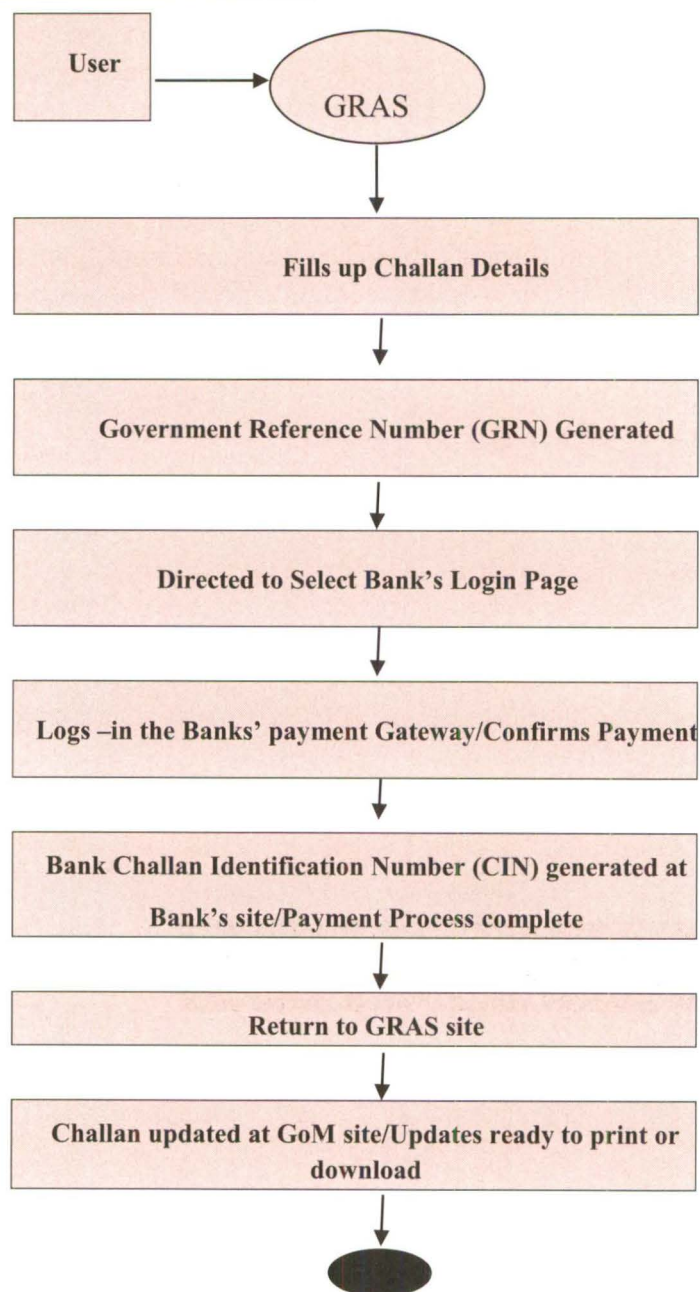 User
GRAS
Fills up Challan Details
Government Reference Number (GRN) Generated
Directed to Select Bank's Login Page
Logs –in the Banks' payment Gateway/Confirms Payment
Bank Challan Identification Number (CIN) generated at
Bank's site/Payment Process complete
Return to GRAS site
Challan updated at GoM site/Updates ready to print or
download